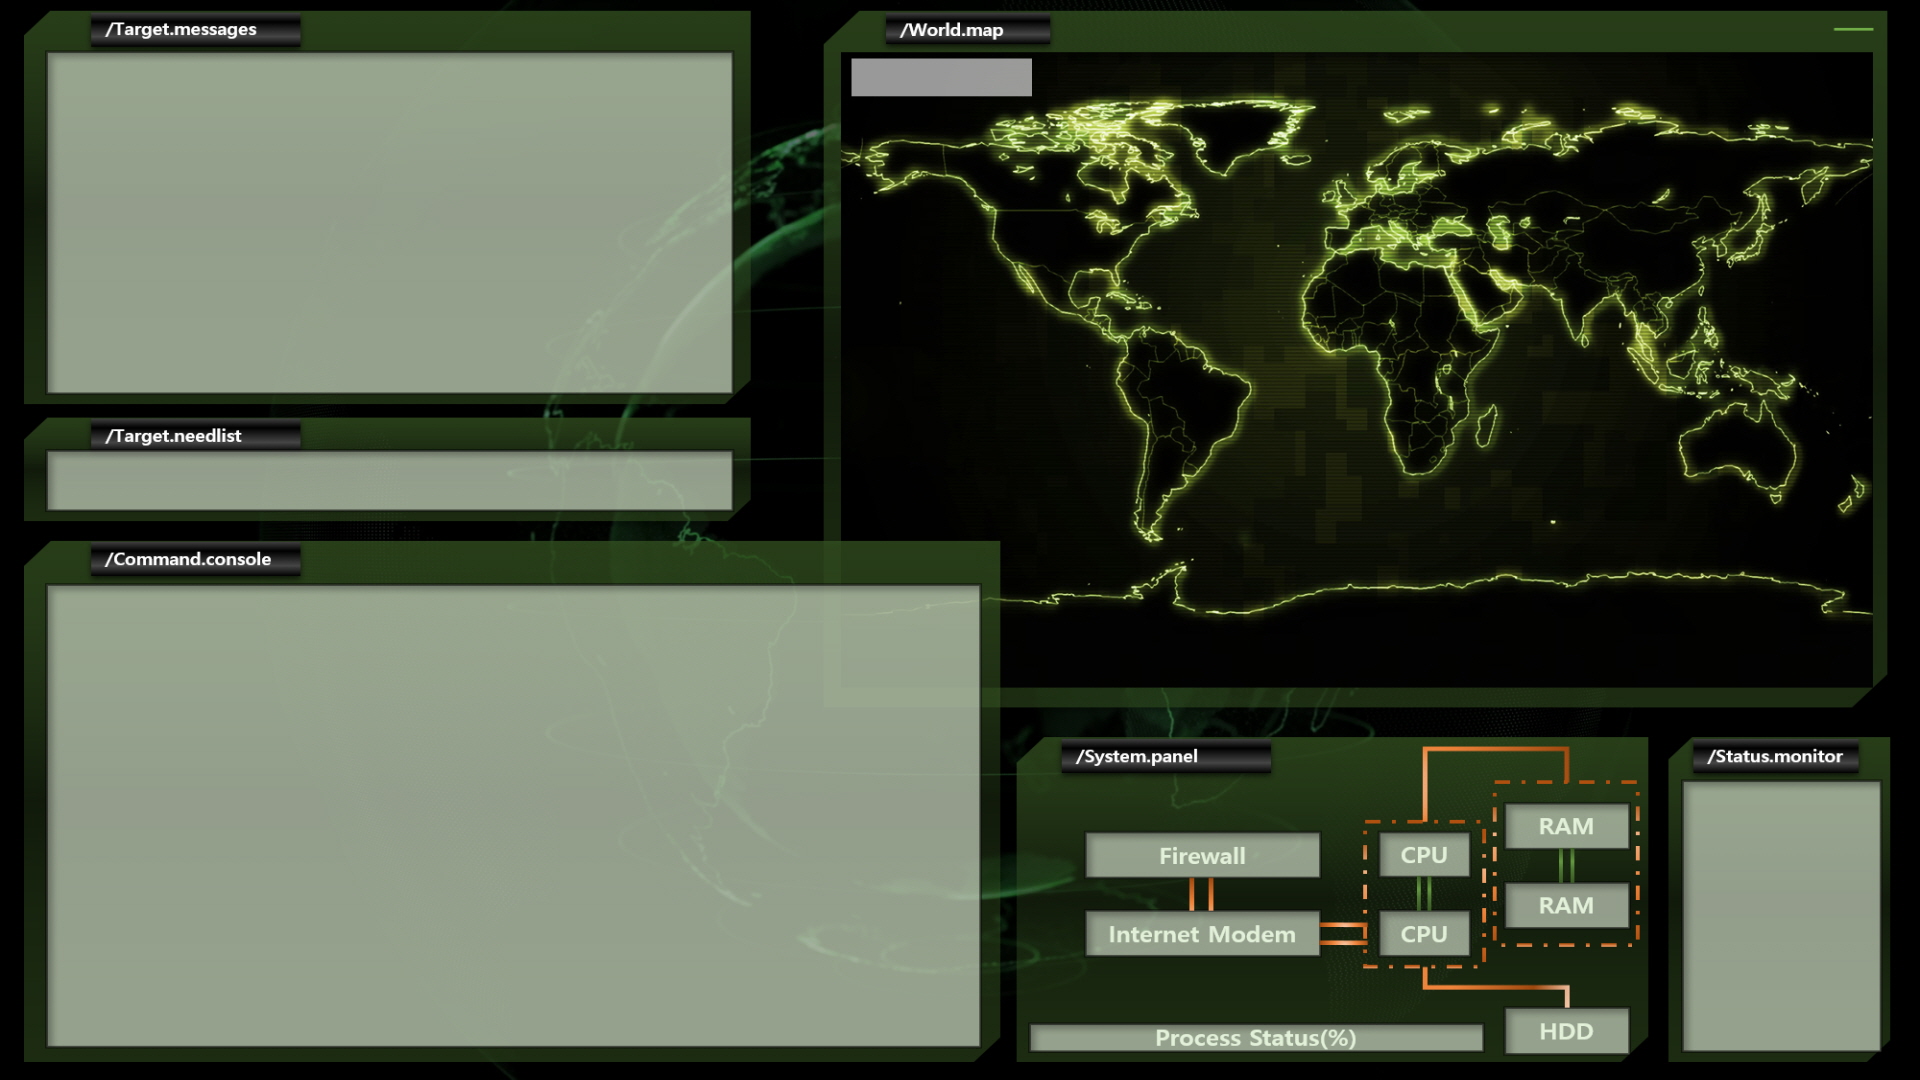 /Target.messages
/World.map
/Target.needlist
/Command.console
/System.panel
/Status.monitor
RAM
Firewall
CPU
RAM
Internet Modem
CPU
HDD
Process Status(%)